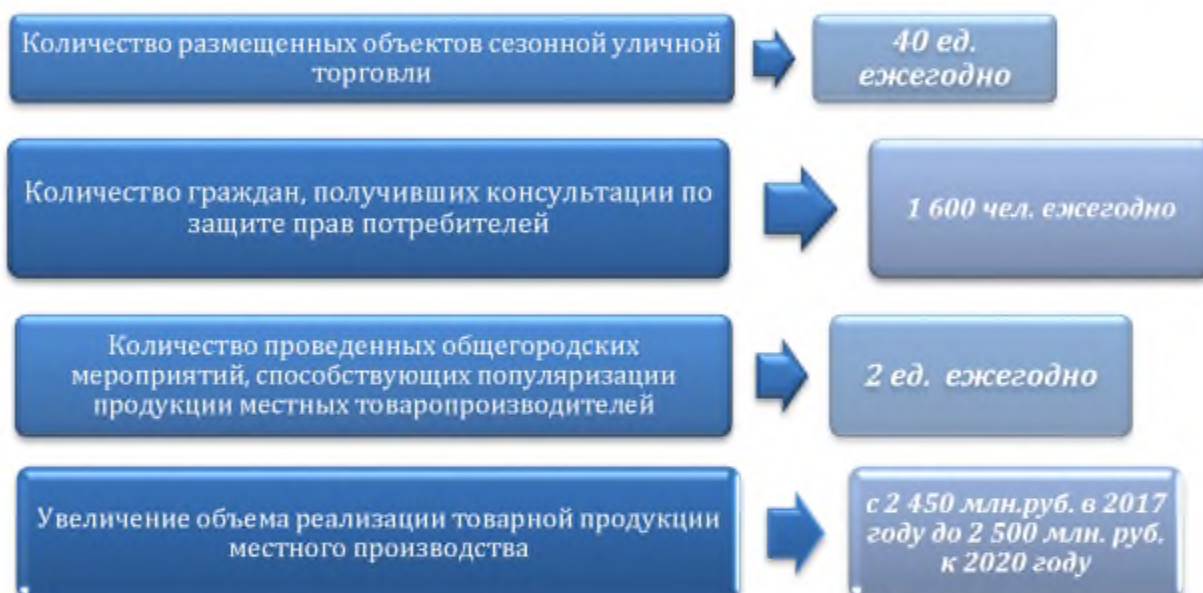 Количество размещенных объектов сезонной уличной
торговли
40 ед.
ежегодно
Количество граждан, получивших консультации по
защите прав потребителей
1 600 чел. ежегодно
Количество проведенных общегородских
мероприятий, способствующих популяризации
продукции местных товаропроизводителей
2 ед. ежегодно
Увеличение объема реализации товарной продукции
местного производства
с 2 450 млн.руб. в 2017
году до 2 500 млн. руб.
к 2020 году